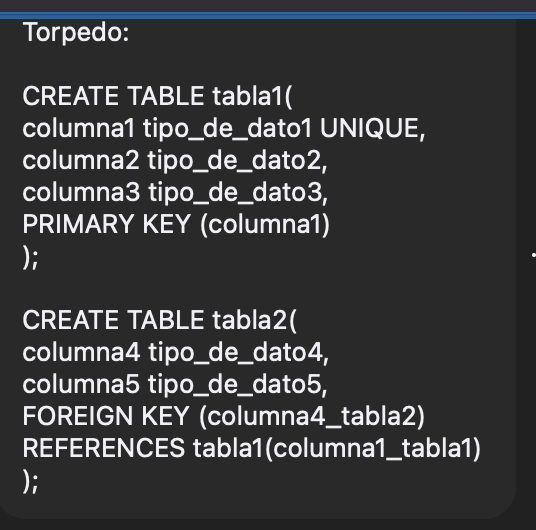 Torpedo:
CREATE TABLE tabla1(
columna1 tipo_de_dato1 UNIQUE,
columna2 tipo_de_dato2,
columna3 tipo_de_dato3,
PRIMARY KEY (columna1)
);
CREATE TABLE tabla2(
columna4 tipo_de_dato4,
columna5 tipo_de_dato5,
FOREIGN KEY (columna4_tabla2)
REFERENCES tabla1(columna1_tabla1)
);